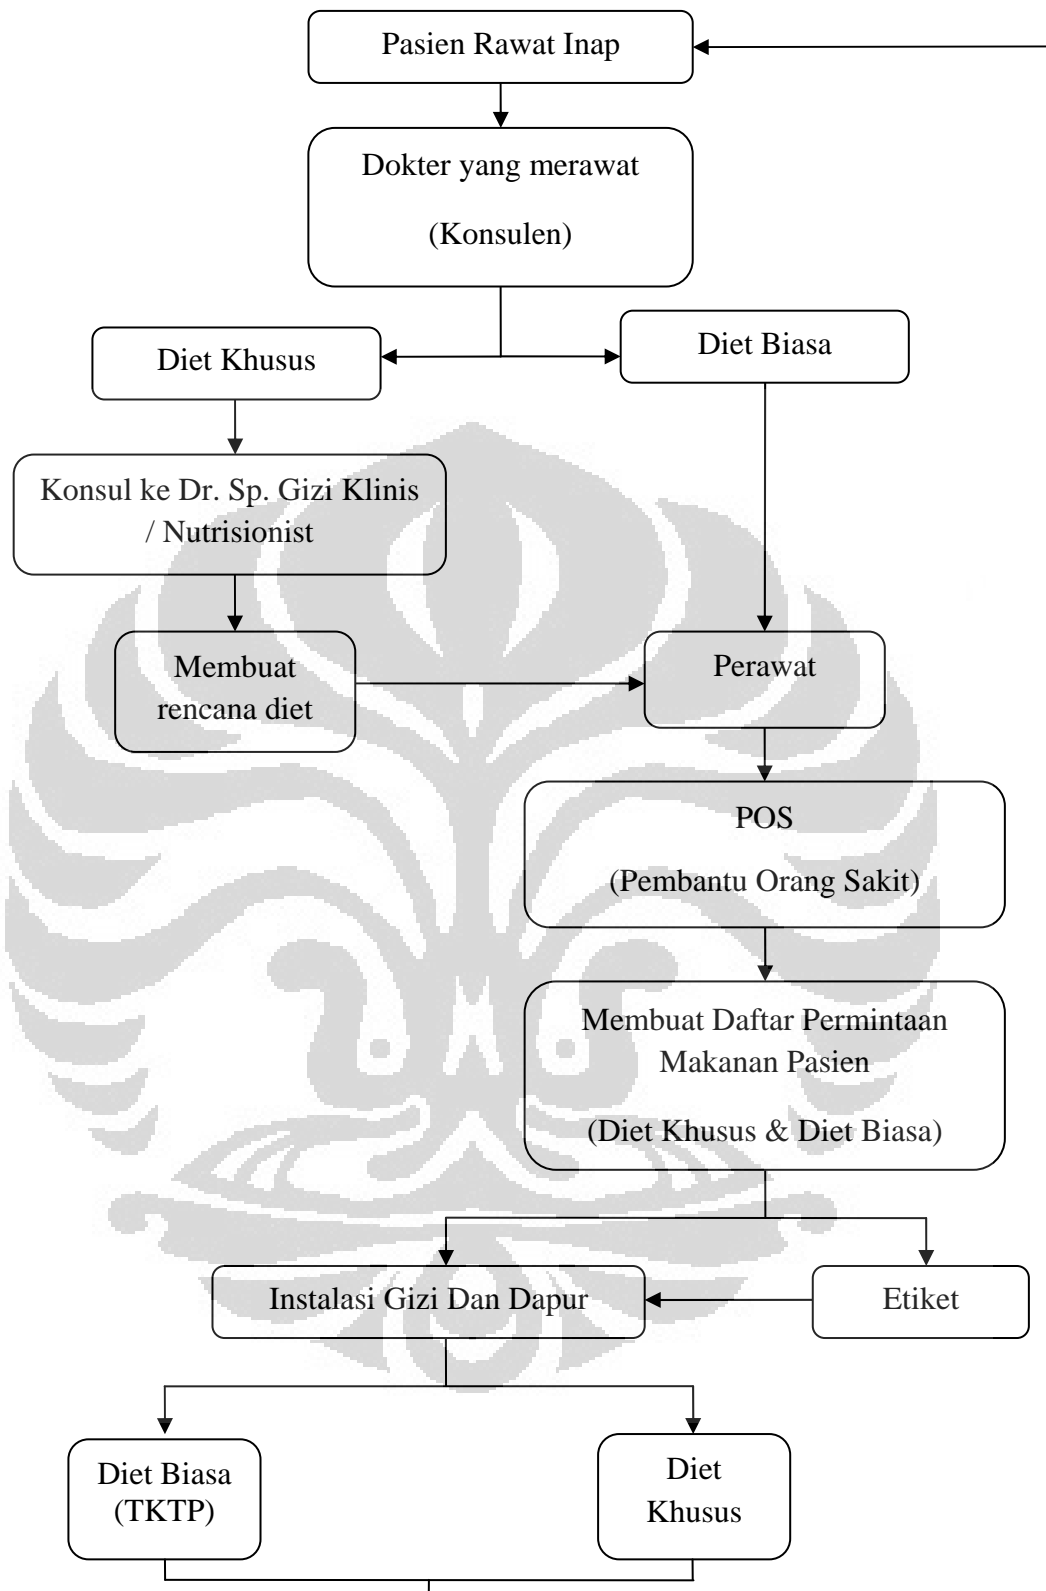 Pasien Rawat Inap
Dokter yang merawat
(Konsulen)
Diet Khusus
Diet Biasa
Konsul ke Dr. Sp. Gizi Klinis
/ Nutrisionist
Membuat
rencana diet
Perawat
POS
(Pembantu Orang Sakit)
Membuat Daftar Permintaan
Makanan Pasien
(Diet Khusus & Diet Biasa)
Instalasi Gizi Dan Dapur
Etiket
Diet Biasa
(TKTP)
Diet
Khusus